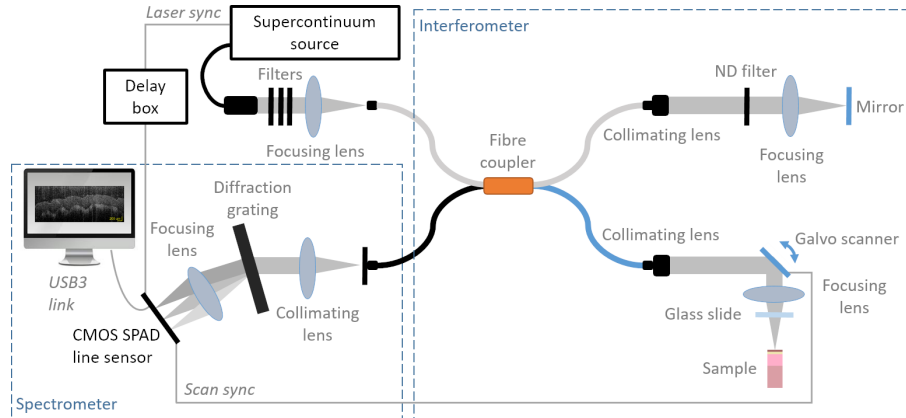 Laser sync
Supercontinuum
source
Interferometer
Delay
box
Filters
Focusing lens
ND filter
Collimating lens
Mirror
Focusing
lens
Fibre
coupler
Diffraction
grating
Focusing
lens
Collimating
lens
USB3
link
CMOS SPAD
line sensor
Collimating lens
Galvo scanner
Focusing
lens
Glass slide
Sample
Scan sync
Spectrometer